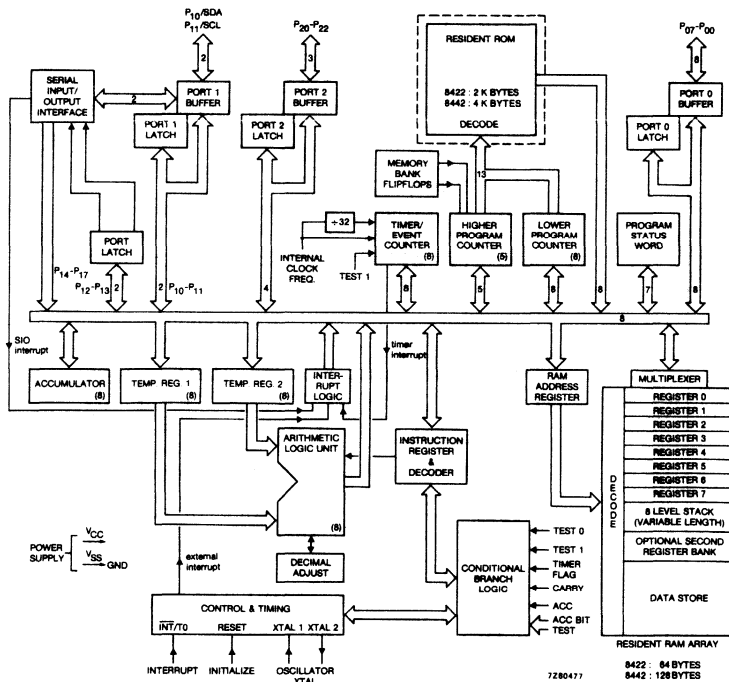 P10/SDA
P11/SCL
P20-P22
P07-P00
2
3
8
SERIAL
INPUT/
OUTPUT
INTERFACE
2
PORT 1
BUFFER
PORT 1
LATCH
PORT 2
BUFFER
PORT 2
LATCH
RESIDENT ROM
8422 : 2 K BYTES
8442 : 4 K BYTES
DECODE
PORT 0
BUFFER
PORT 0
LATCH
MEMORY
BANK
FLIPFLOPS
13
÷32
INTERNAL
CLOCK
FREQ.
TEST 1
TIMER/
EVENT
COUNTER
(8)
HIGHER
PROGRAM
COUNTER
(5)
LOWER
PROGRAM
COUNTER
(8)
PROGRAM
STATUS
WORD
PORT
LATCH
P14-P17
P12-P13
2
2
P10-P11
4
8
5
8
8
7
8
8
SIO
interrupt
timer
interrupt
ACCUMULATOR
(8)
TEMP. REG. 1
(8)
TEMP. REG. 2
(8)
INTER-
RUPT
LOGIC
RAM
ADDRESS
REGISTER
MULTIPLEXER
ARITHMETIC
LOGIC UNIT
(8)
INSTRUCTION
REGISTER
&
DECODER
DECODE
REGISTER 0
REGISTER 1
REGISTER 2
REGISTER 3
REGISTER 4
REGISTER 5
REGISTER 6
REGISTER 7
8 LEVEL STACK
(VARIABLE LENGTH)
OPTIONAL SECOND
REGISTER BANK
DATA STORE
POWER
SUPPLY
VCC
VSS
GND
external
interrupt
DECIMAL
ADJUST
CONDITIONAL
BRANCH
LOGIC
TEST 0
TEST 1
TIMER
FLAG
CARRY
ACC
ACC BIT
TEST
CONTROL & TIMING
INT/T0 RESET XTAL 1 XTAL 2
INTERRUPT INITIALIZE OSCILLATOR
XTAL
RESIDENT RAM ARRAY
8422 : 64 BYTES
8442 : 128 BYTES
7Z80477